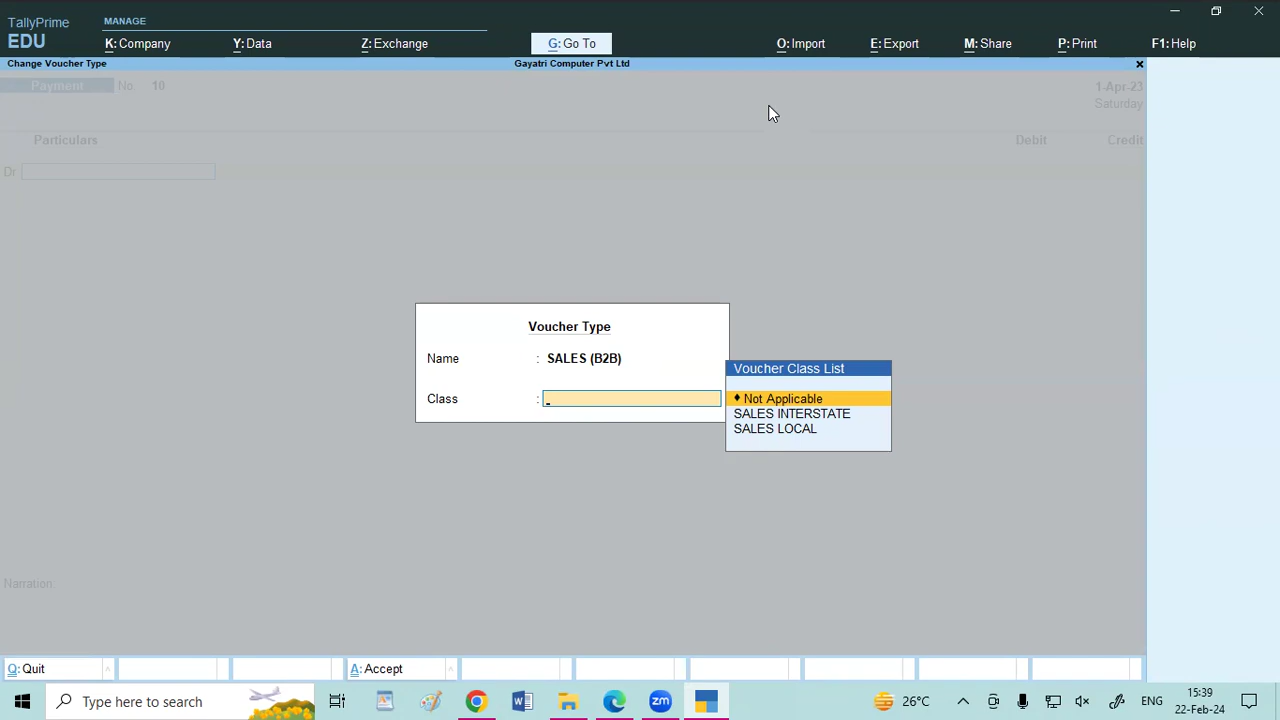 TallyPrime
EDU
MANAGE
K:Company
Y:Data
Z:Exchange
G:Go To
O:Import
E:Export
M:Share
P:Print
F1:Help
Change Voucher Type
Gayatri Computer Pvt Ltd
Payment No. 10
1-Apr-23
Saturday
Particulars
Debit
Credit
Dr
Voucher Type
Name : SALES (B2B)
Class :
Voucher Class List
♦ Not Applicable
SALES INTERSTATE
SALES LOCAL
Narration
Q:Quit
A:Accept
Type here to search
zm
26°C
ENG
15:39
22-Feb-24